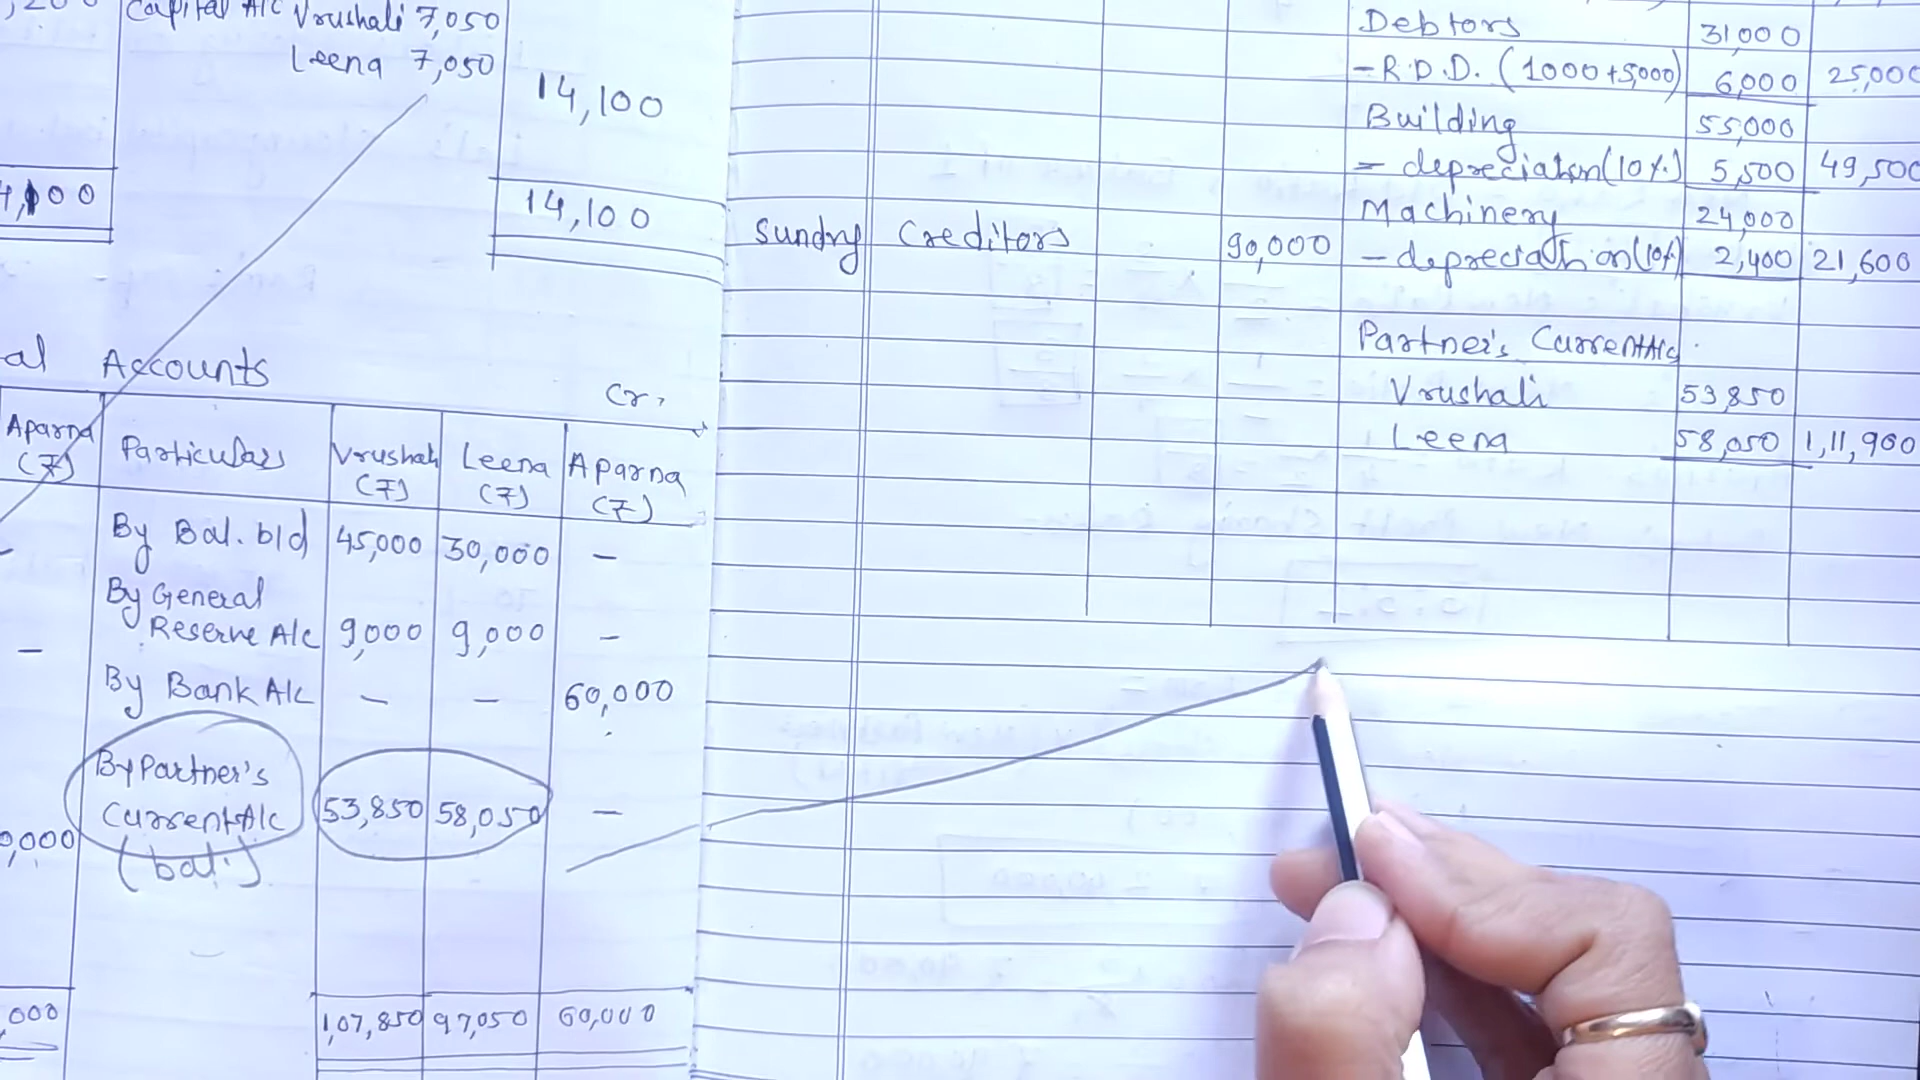 Capital A/c Vrushali 7,050
Leena 7,050
14,100
14,100
al Accounts
Cr.
Aparna (₹) Particulars Vrushali (₹) Leena (₹) Aparna (₹)
By Bal. b/d 45,000 30,000 —
By General
Reserve A/c 9,000 9,000 —
By Bank A/c — — 60,000
By Partner's
Current A/c 53,850 58,050 —
(bal.)
,000
1,07,850 97,050 60,000
Debtors 31,000
- R.D.D. (1000+5,000) 6,000 25,000
Building 55,000
- depreciation (10%) 5,500 49,500
Sundry Creditors 90,000
Machinery 24,000
- depreciation (10%) 2,400 21,600
Partner's Current A/c
Vrushali 53,850
Leena 58,050 1,11,900